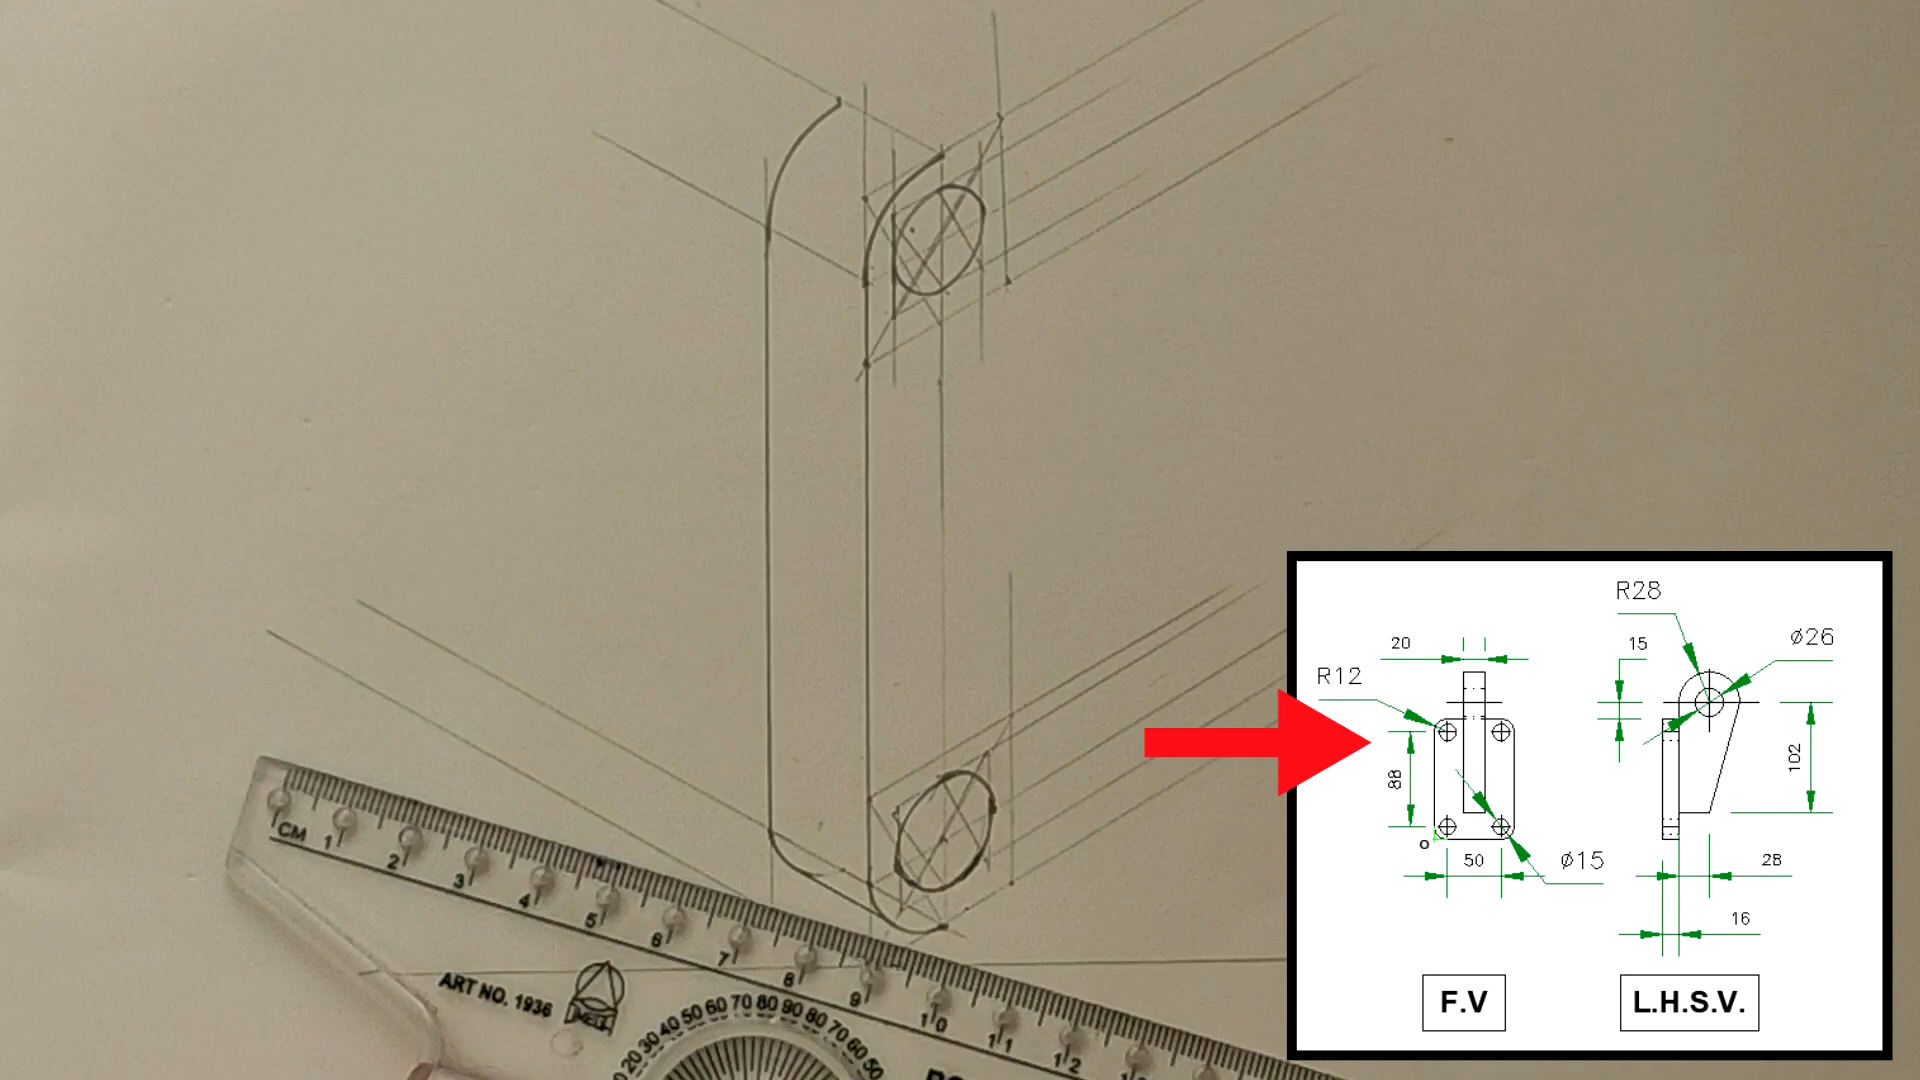 R28
20
15
ø26
R12
88
102
o
50
ø15
28
16
F.V
L.H.S.V.
CM 1 2 3 4 5 6 7 8 9 10 11 12
ART NO. 1936
20 30 40 50 60 70 80 90 80 70 60 50